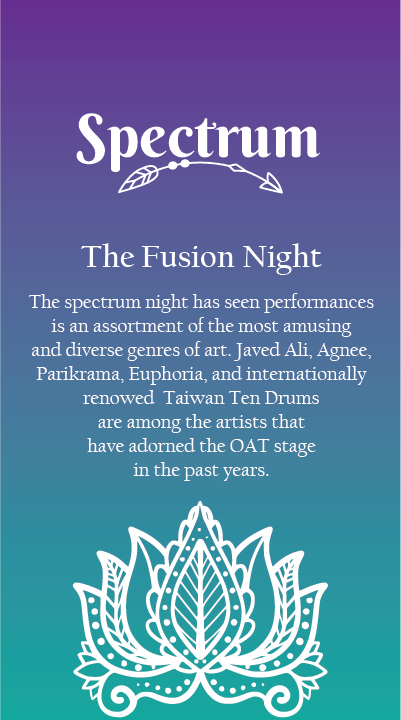 Spectrum
The Fusion Night
The spectrum night has seen performances
is an assortment of the most amusing
and diverse genres of art. Javed Ali, Agnee,
Parikrama, Euphoria, and internationally
renowed Taiwan Ten Drums
are among the artists that
have adorned the OAT stage
in the past years.